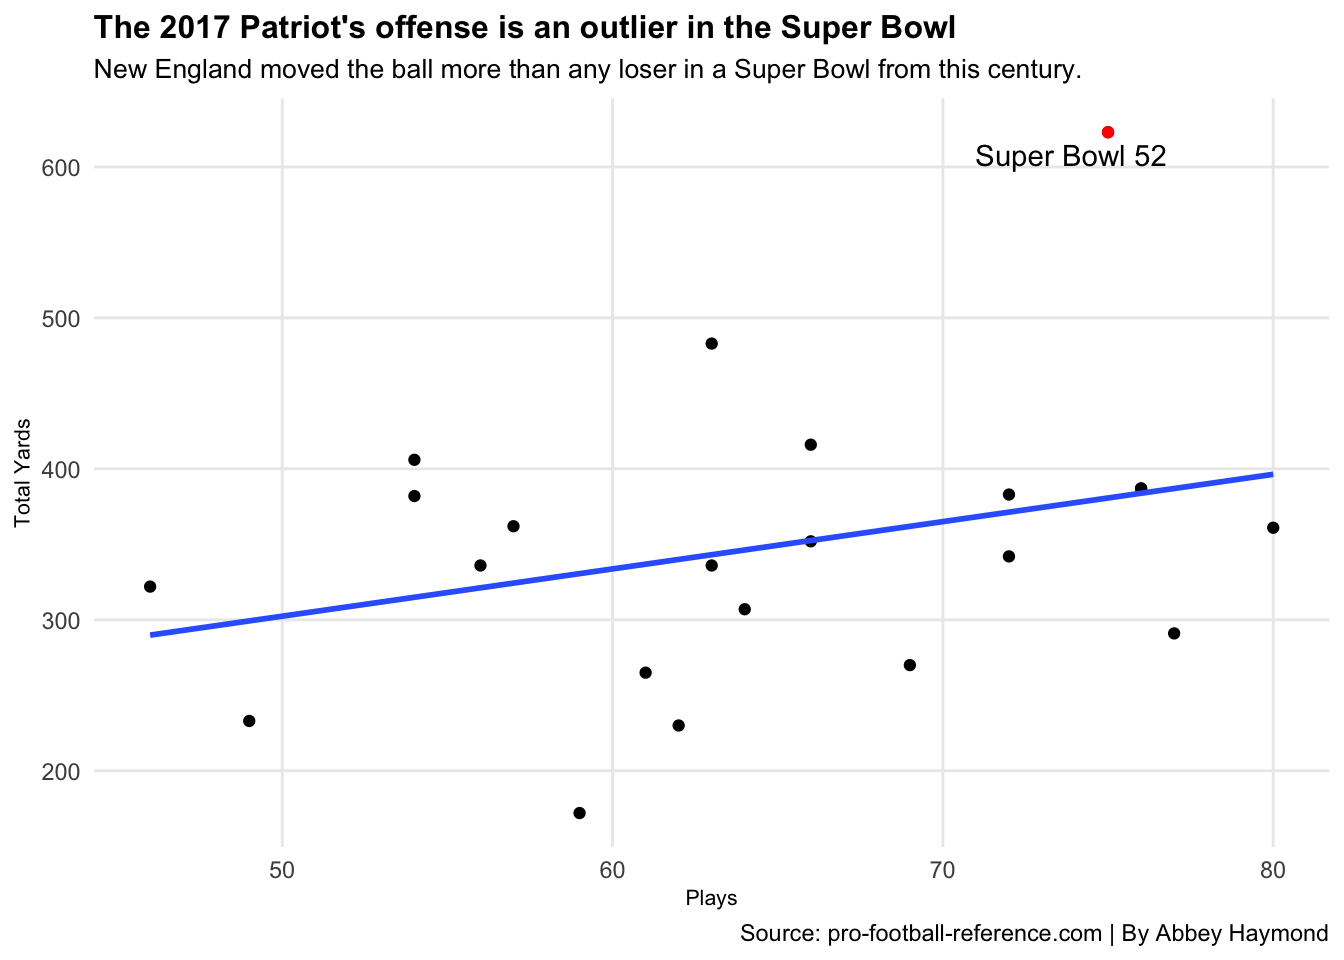 The 2017 Patriot's offense is an outlier in the Super Bowl
New England moved the ball more than any loser in a Super Bowl from this century.
Super Bowl 52
600
500
400
300
200
Total Yards
50 60 70 80
Plays
Source: pro-football-reference.com | By Abbey Haymond